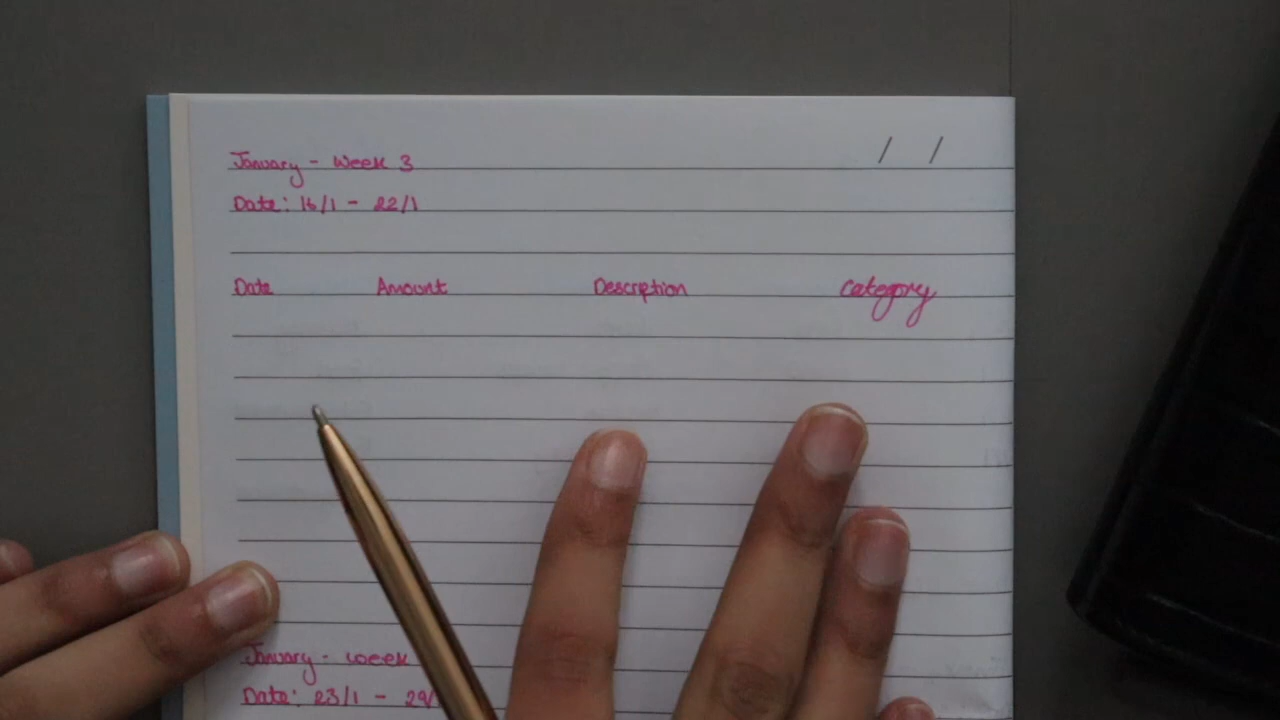 / /
January - Week 3
Date: 16/1 - 22/1
Date Amount Description Category
January - week
Date: 23/1 - 29/